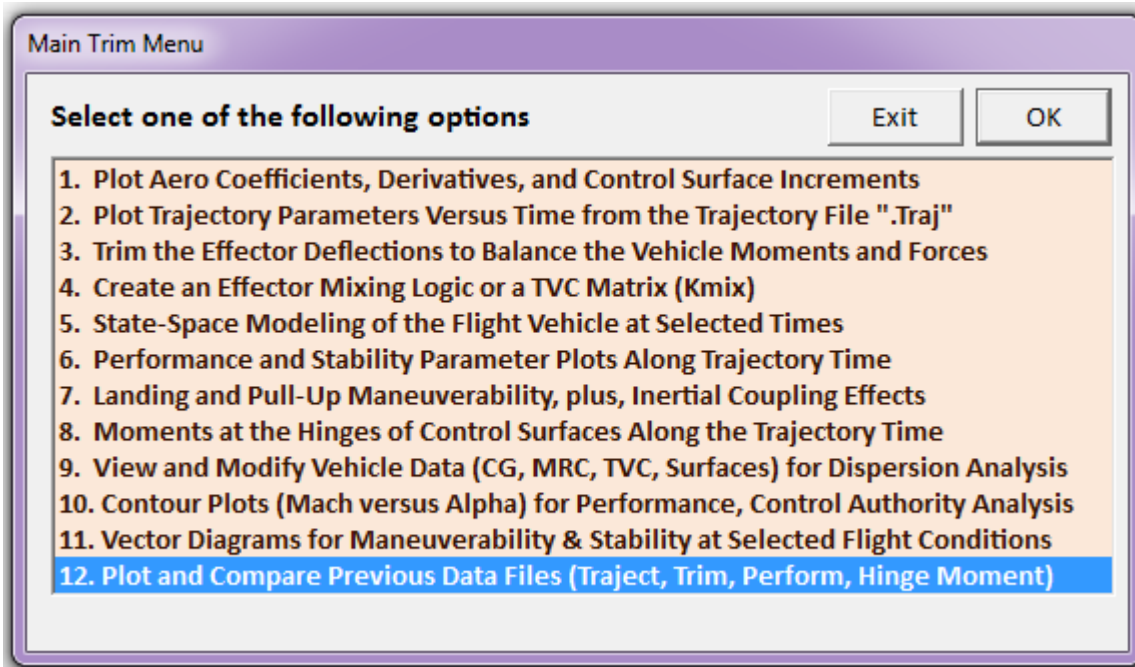 Main Trim Menu
Select one of the following options
Exit
OK
1. Plot Aero Coefficients, Derivatives, and Control Surface Increments
2. Plot Trajectory Parameters Versus Time from the Trajectory File ".Traj"
3. Trim the Effector Deflections to Balance the Vehicle Moments and Forces
4. Create an Effector Mixing Logic or a TVC Matrix (Kmix)
5. State-Space Modeling of the Flight Vehicle at Selected Times
6. Performance and Stability Parameter Plots Along Trajectory Time
7. Landing and Pull-Up Maneuverability, plus, Inertial Coupling Effects
8. Moments at the Hinges of Control Surfaces Along the Trajectory Time
9. View and Modify Vehicle Data (CG, MRC, TVC, Surfaces) for Dispersion Analysis
10. Contour Plots (Mach versus Alpha) for Performance, Control Authority Analysis
11. Vector Diagrams for Maneuverability & Stability at Selected Flight Conditions
12. Plot and Compare Previous Data Files (Traject, Trim, Perform, Hinge Moment)